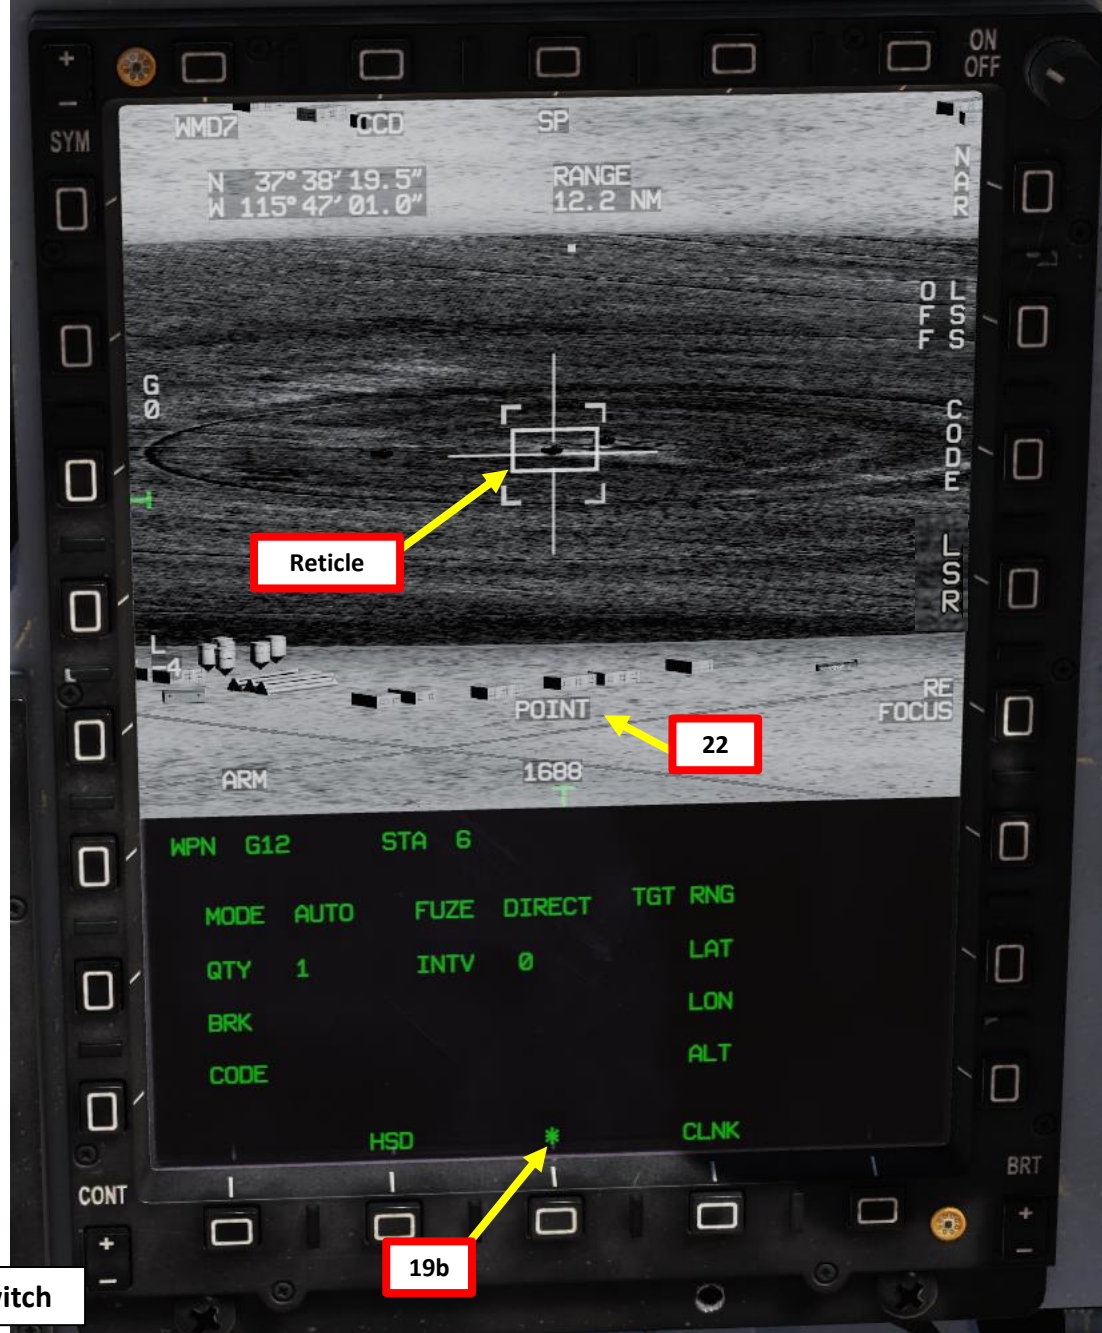 ON
OFF
+
-
SYM
WMD7 CCD SP
N 37°38'19.5"
W 115°47'01.0"
RANGE
12.2 NM
NAR
OFF LSS
G0
CODE
Reticle
LSR
L
-4
RE
FOCUS
POINT
22
ARM
1688
WPN G12 STA 6
MODE AUTO FUZE DIRECT TGT RNG
QTY 1 INTV 0 LAT
BRK LON
CODE ALT
HSD * CLNK
CONT
BRT
+
-
+
-
19b
witch